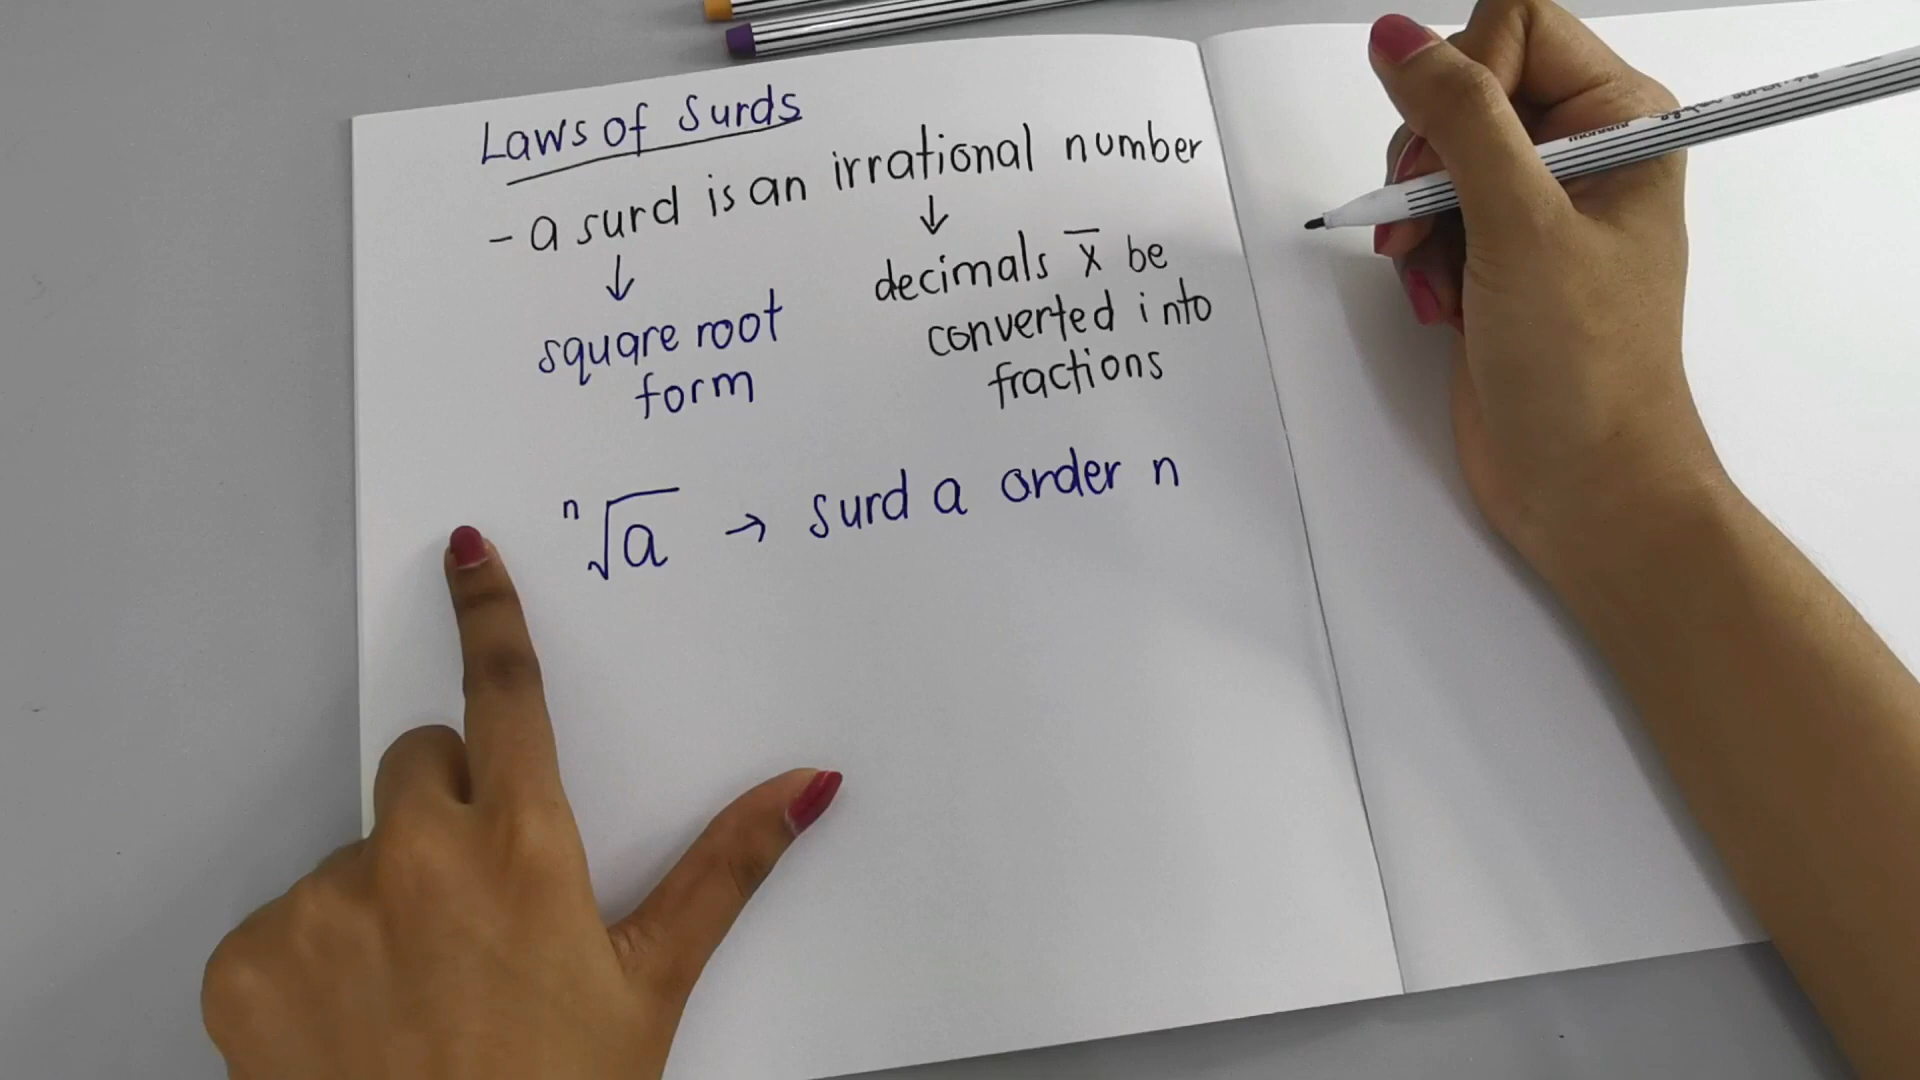 Laws of Surds
- a surd is an irrational number
↓ ↓
square root
form
decimals x̅ be
converted into
fractions
ⁿ√a → surd a order n